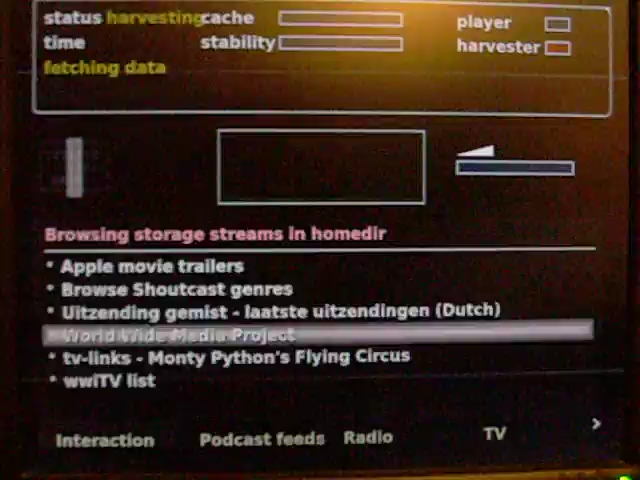 status harvesting cache player
time stability harvester
fetching data
Browsing storage streams in homedir
* Apple movie trailers
* Browse Shoutcast genres
* Uitzending gemist - laatste uitzendingen (Dutch)
* World Wide Media Project
* tv-links - Monty Python's Flying Circus
* wwiTV list
Interaction Podcast feeds Radio TV >